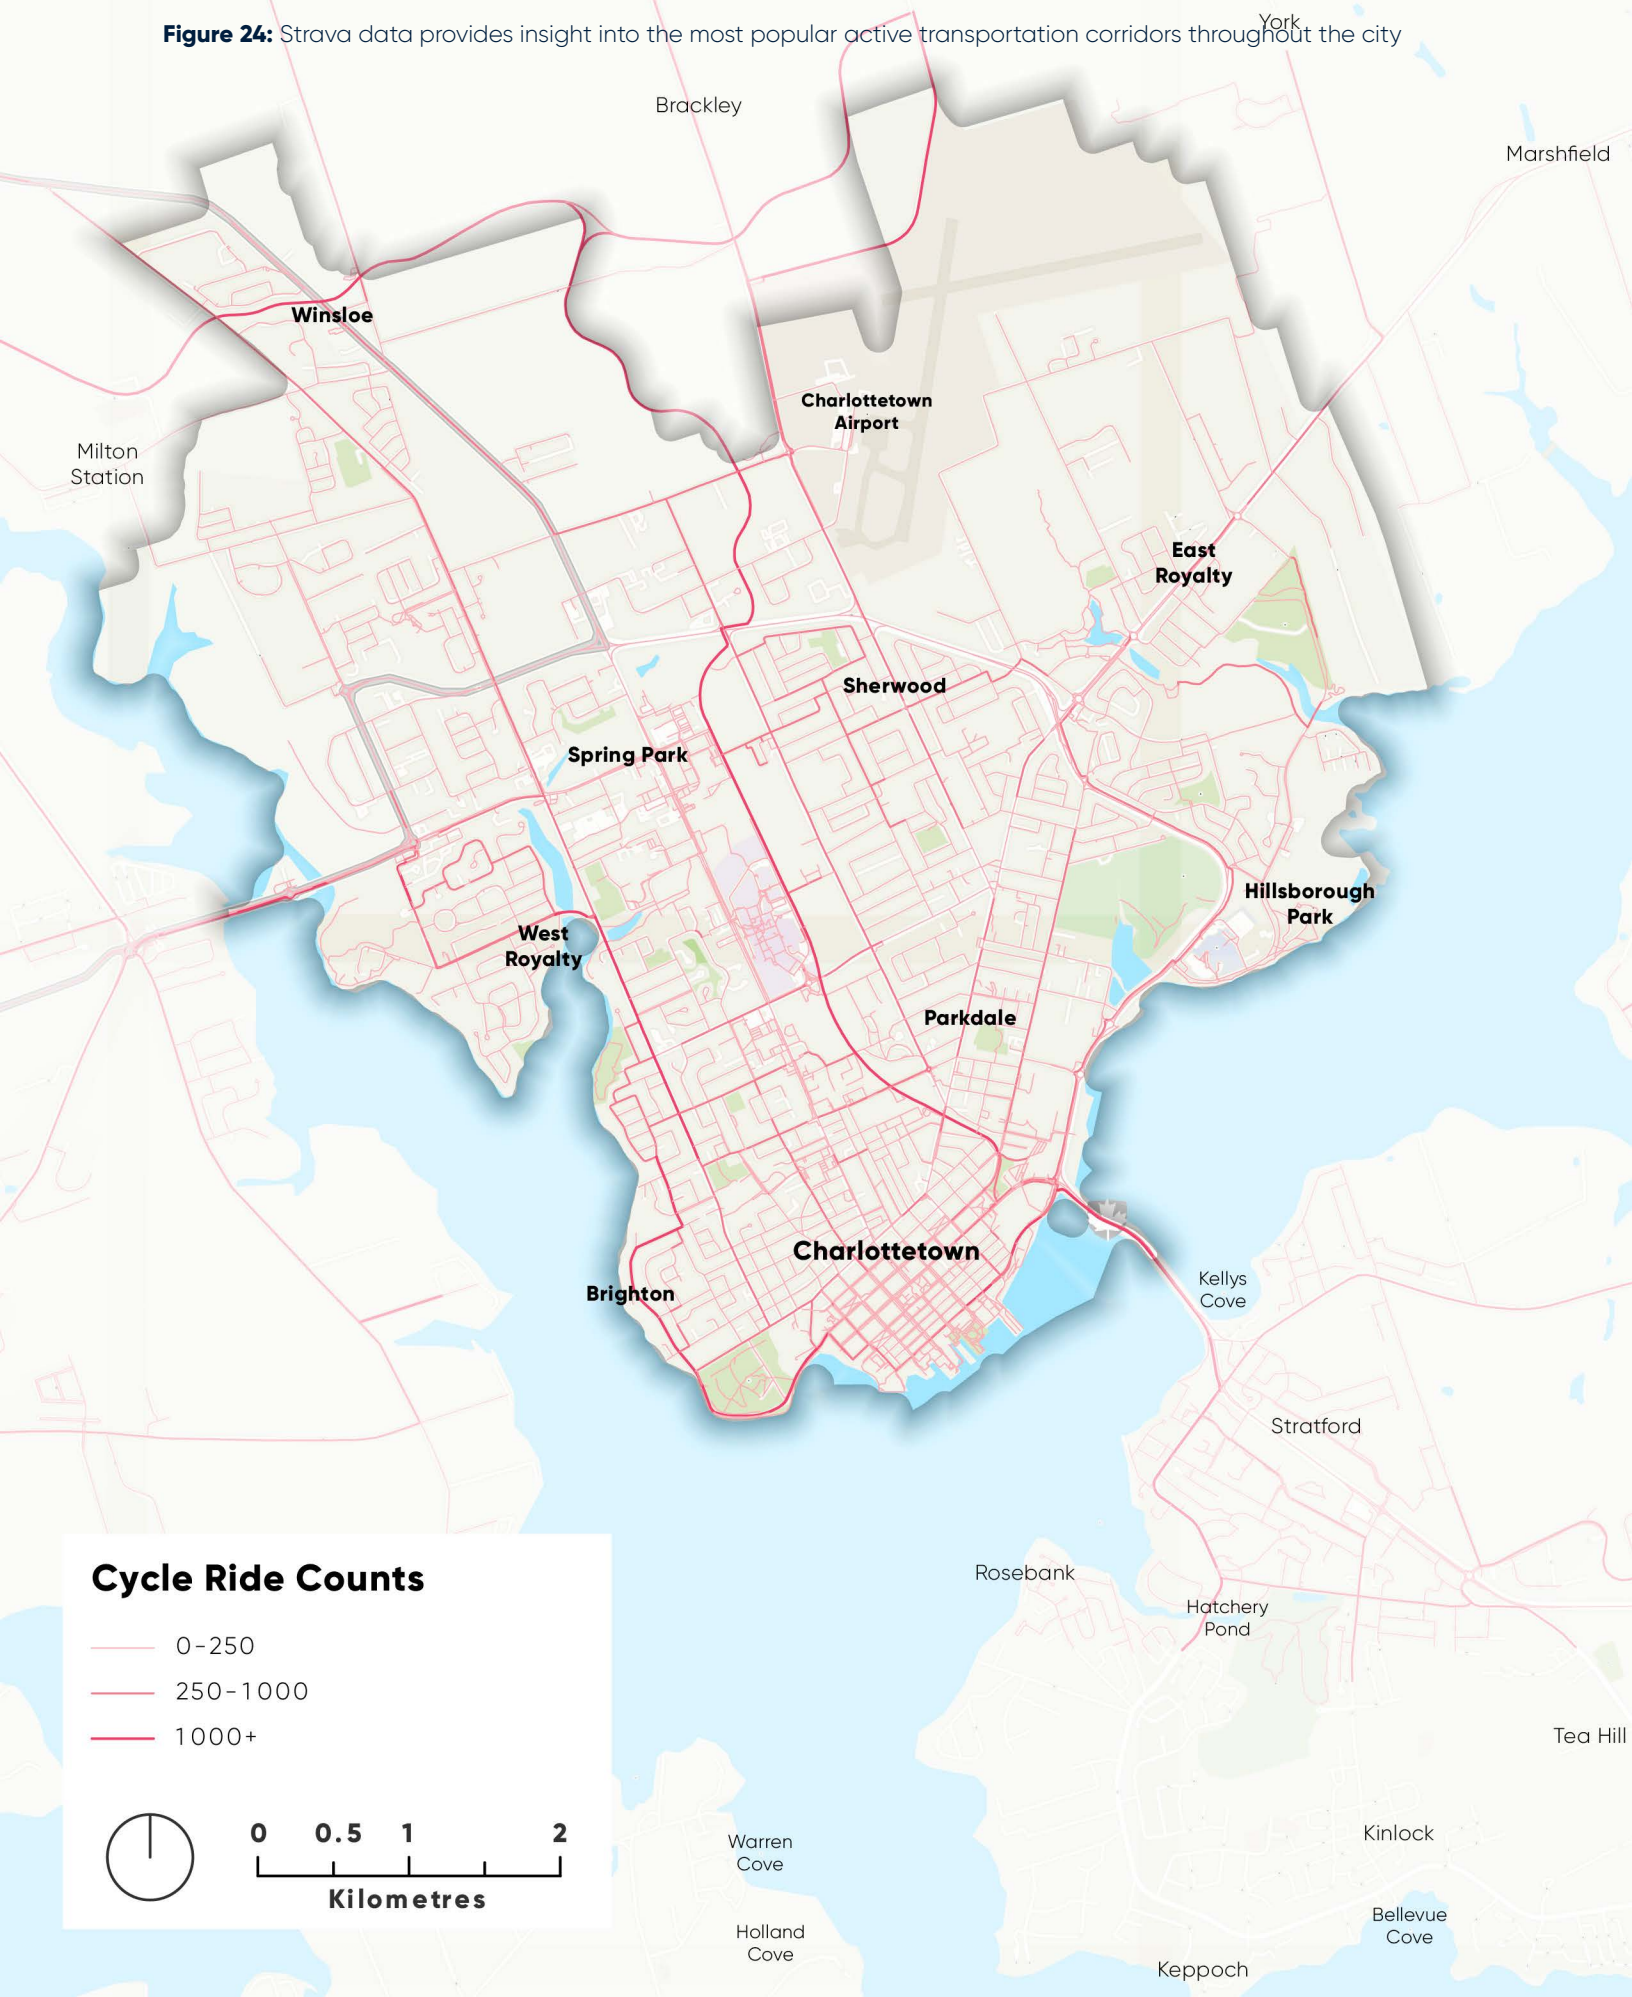 York
Figure 24: Strava data provides insight into the most popular active transportation corridors throughout the city
Brackley
Marshfield
Winsloe
Charlottetown
Airport
Milton
Station
East
Royalty
Sherwood
Spring Park
Hillsborough
Park
West
Royalty
Parkdale
Charlottetown
Kellys
Cove
Brighton
Stratford
Rosebank
Hatchery
Pond
Tea Hill
Kinlock
Warren
Cove
Bellevue
Cove
Holland
Cove
Keppoch
Cycle Ride Counts
0-250
250-1000
1000+
0 0.5 1 2
Kilometres